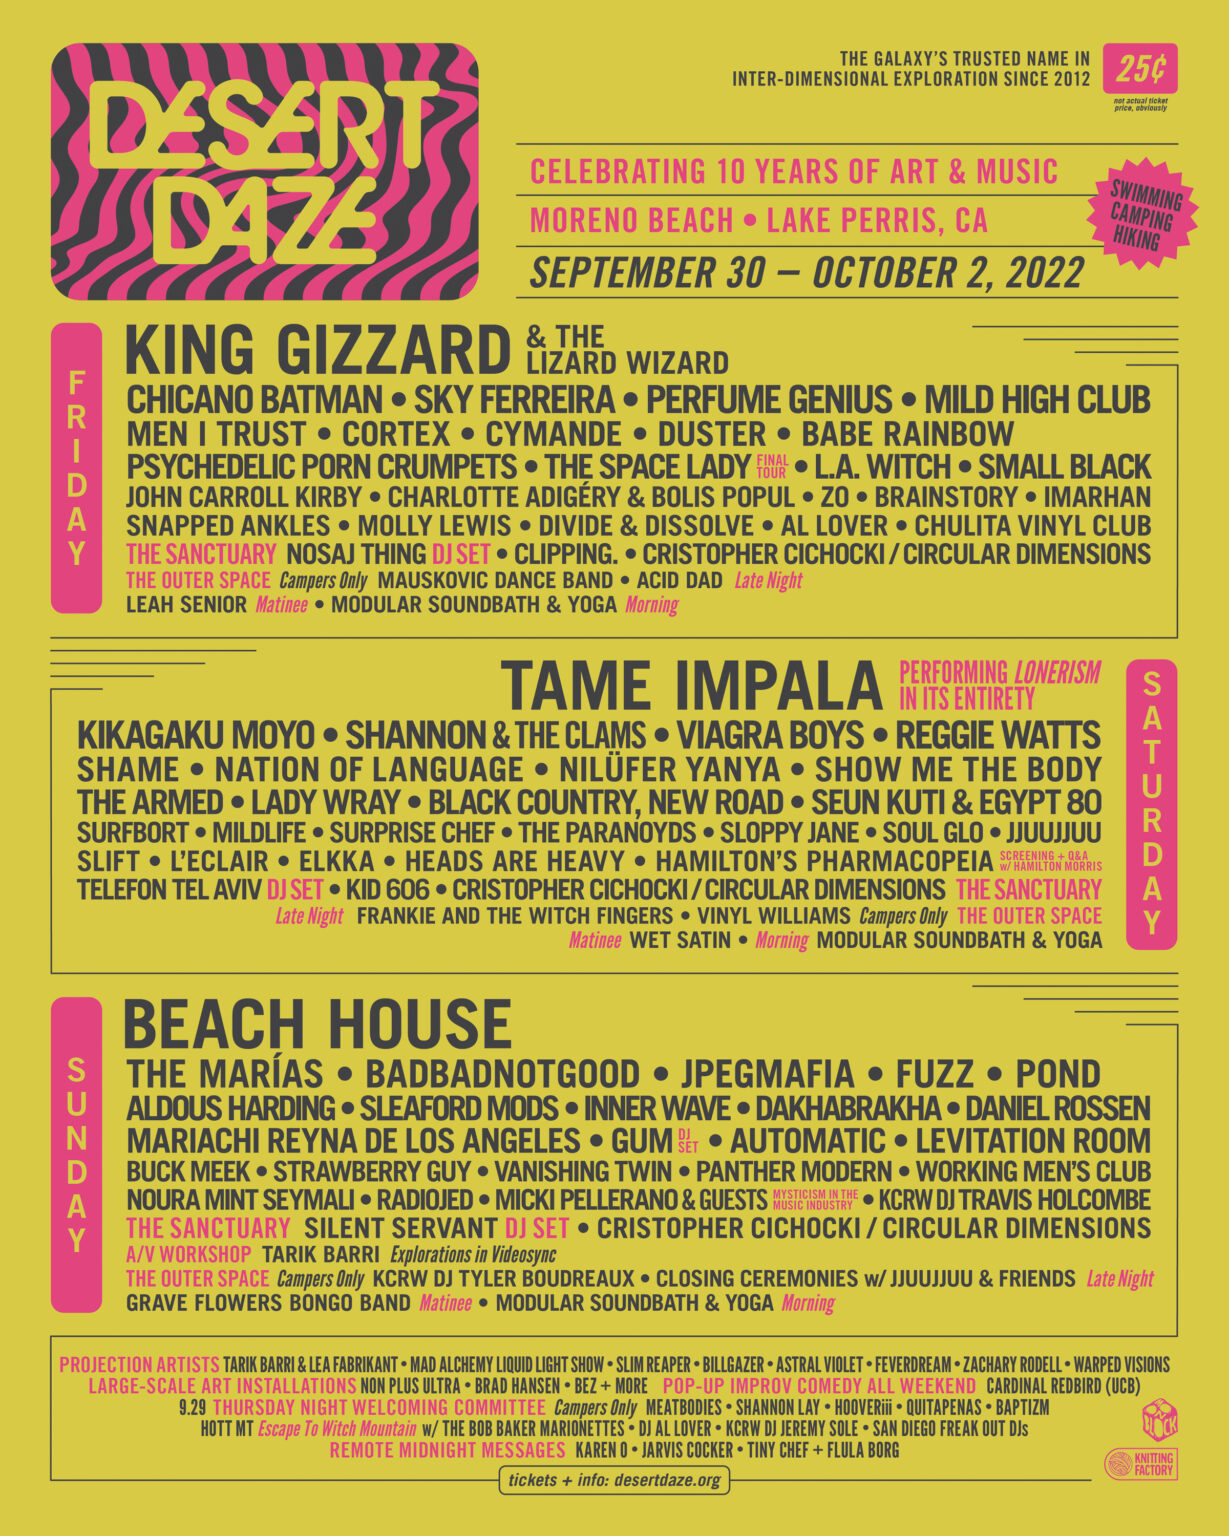 DESERT DAZE
THE GALAXY'S TRUSTED NAME IN
INTER-DIMENSIONAL EXPLORATION SINCE 2012
25¢
not actual ticket
price, obviously
CELEBRATING 10 YEARS OF ART & MUSIC
MORENO BEACH • LAKE PERRIS, CA
SEPTEMBER 30 – OCTOBER 2, 2022
SWIMMING
CAMPING
HIKING
FRIDAY
KING GIZZARD & THE LIZARD WIZARD
CHICANO BATMAN • SKY FERREIRA • PERFUME GENIUS • MILD HIGH CLUB
MEN I TRUST • CORTEX • CYMANDE • DUSTER • BABE RAINBOW
PSYCHEDELIC PORN CRUMPETS • THE SPACE LADY FINAL TOUR • L.A. WITCH • SMALL BLACK
JOHN CARROLL KIRBY • CHARLOTTE ADIGÉRY & BOLIS POPUL • ZO • BRAINSTORY • IMARHAN
SNAPPED ANKLES • MOLLY LEWIS • DIVIDE & DISSOLVE • AL LOVER • CHULITA VINYL CLUB
THE SANCTUARY NOSAJ THING DJ SET • CLIPPING. • CRISTOPHER CICHOCKI / CIRCULAR DIMENSIONS
THE OUTER SPACE Campers Only MAUSKOVIC DANCE BAND • ACID DAD Late Night
LEAH SENIOR Matinee • MODULAR SOUNDBATH & YOGA Morning
SATURDAY
TAME IMPALA PERFORMING LONERISM IN ITS ENTIRETY
KIKAGAKU MOYO • SHANNON & THE CLAMS • VIAGRA BOYS • REGGIE WATTS
SHAME • NATION OF LANGUAGE • NILÜFER YANYA • SHOW ME THE BODY
THE ARMED • LADY WRAY • BLACK COUNTRY, NEW ROAD • SEUN KUTI & EGYPT 80
SURFBORT • MILDLIFE • SURPRISE CHEF • THE PARANOYDS • SLOPPY JANE • SOUL GLO • JJUUJJUU
SLIFT • L'ECLAIR • ELKKA • HEADS ARE HEAVY • HAMILTON'S PHARMACOPEIA SCREENING + Q&A w/ HAMILTON MORRIS
TELEFON TEL AVIV DJ SET • KID 606 • CRISTOPHER CICHOCKI / CIRCULAR DIMENSIONS THE SANCTUARY
Late Night FRANKIE AND THE WITCH FINGERS • VINYL WILLIAMS Campers Only THE OUTER SPACE
Matinee WET SATIN • Morning MODULAR SOUNDBATH & YOGA
SUNDAY
BEACH HOUSE
THE MARÍAS • BADBADNOTGOOD • JPEGMAFIA • FUZZ • POND
ALDOUS HARDING • SLEAFORD MODS • INNER WAVE • DAKHABRAKHA • DANIEL ROSSEN
MARIACHI REYNA DE LOS ANGELES • GUM DJ SET • AUTOMATIC • LEVITATION ROOM
BUCK MEEK • STRAWBERRY GUY • VANISHING TWIN • PANTHER MODERN • WORKING MEN'S CLUB
NOURA MINT SEYMALI • RADIOJED • MICKI PELLERANO & GUESTS MYSTICISM IN THE MUSIC INDUSTRY • KCRW DJ TRAVIS HOLCOMBE
THE SANCTUARY SILENT SERVANT DJ SET • CRISTOPHER CICHOCKI / CIRCULAR DIMENSIONS
A/V WORKSHOP TARIK BARRI Explorations in Videosync
THE OUTER SPACE Campers Only KCRW DJ TYLER BOUDREAUX • CLOSING CEREMONIES w/ JJUUJJUU & FRIENDS Late Night
GRAVE FLOWERS BONGO BAND Matinee • MODULAR SOUNDBATH & YOGA Morning
PROJECTION ARTISTS TARIK BARRI & LEA FABRIKANT • MAD ALCHEMY LIQUID LIGHT SHOW • SLIM REAPER • BILLGAZER • ASTRAL VIOLET • FEVERDREAM • ZACHARY RODELL • WARPED VISIONS
LARGE-SCALE ART INSTALLATIONS NON PLUS ULTRA • BRAD HANSEN • BEZ + MORE POP-UP IMPROV COMEDY ALL WEEKEND CARDINAL REDBIRD (UCB)
9.29 THURSDAY NIGHT WELCOMING COMMITTEE Campers Only MEATBODIES • SHANNON LAY • HOOVERiii • QUITAPENAS • BAPTIZM
HOTT MT Escape To Witch Mountain w/ THE BOB BAKER MARIONETTES • DJ AL LOVER • KCRW DJ JEREMY SOLE • SAN DIEGO FREAK OUT DJs
REMOTE MIDNIGHT MESSAGES KAREN O • JARVIS COCKER • TINY CHEF + FLULA BORG
BLOCK
KNITTING
FACTORY
tickets + info: desertdaze.org